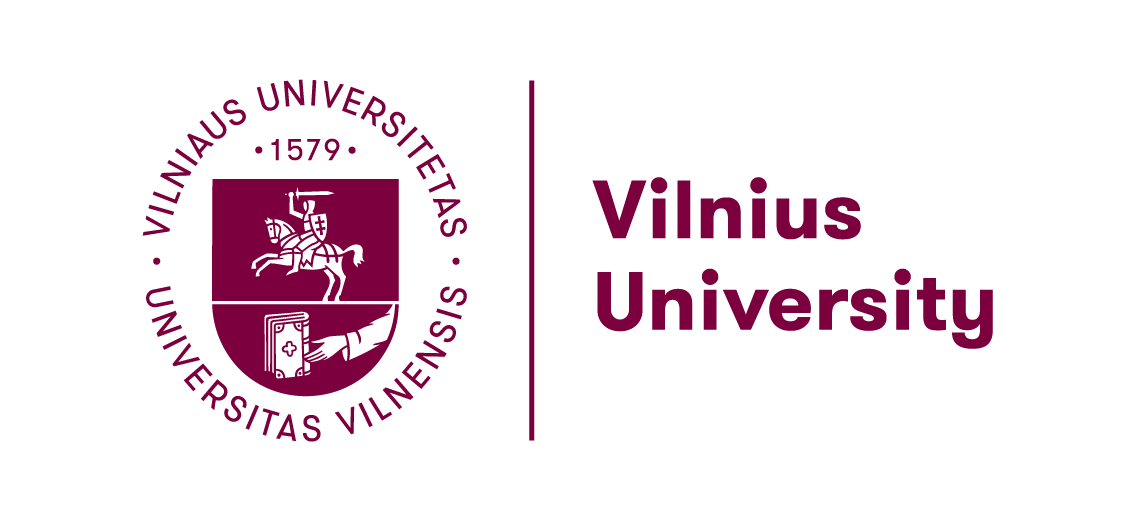 VILNIAUS UNIVERSITETAS
• 1579 •
• UNIVERSITAS VILNENSIS •
Vilnius
University